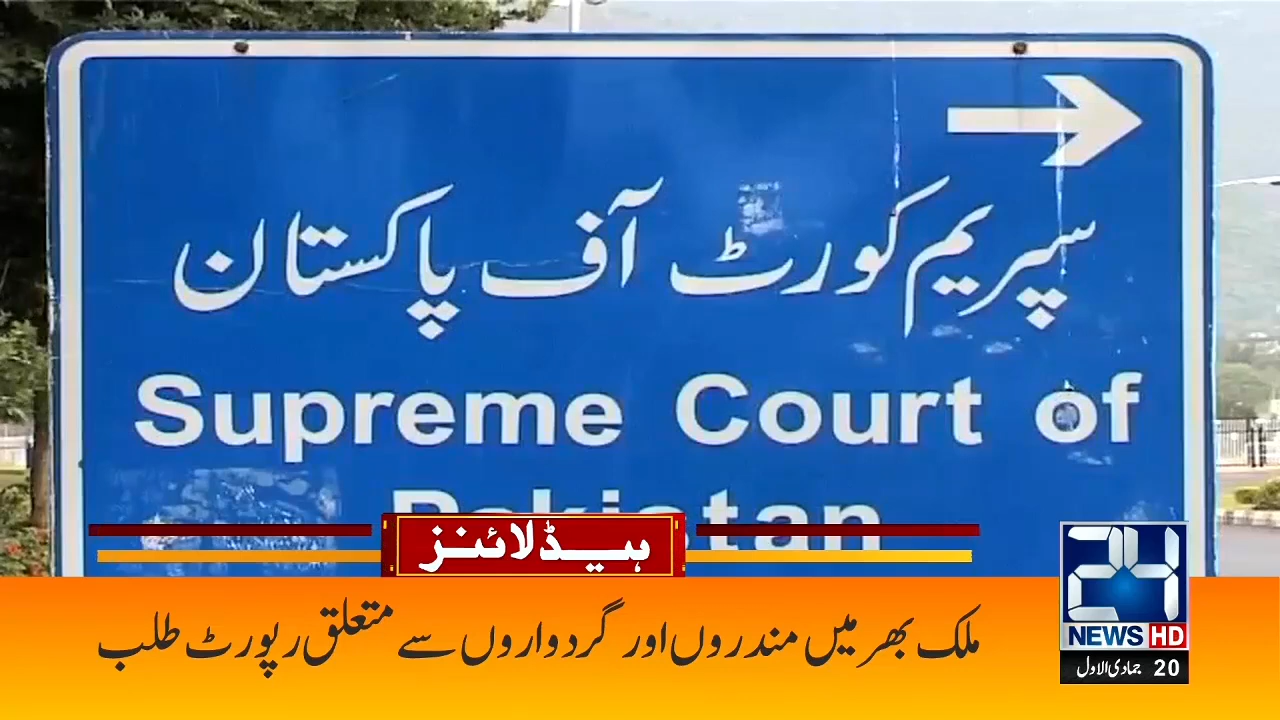 سپریم کورٹ آف پاکستان
Supreme Court of
Pakistan
ہیڈلائنز
ملک بھر میں مندروں اور گردواروں سے متعلق رپورٹ طلب
24
NEWS HD
20 جمادی الاول